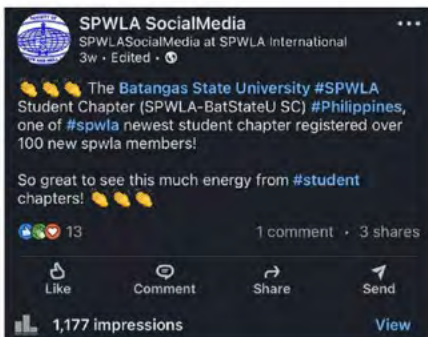 SPWLA SocialMedia
SPWLASocialMedia at SPWLA International
3w • Edited •
👏 👏 👏 The Batangas State University #SPWLA
Student Chapter (SPWLA-BatStateU SC) #Philippines,
one of #spwla newest student chapter registered over
100 new spwla members!
So great to see this much energy from #student
chapters! 👏 👏 👏
13 1 comment • 3 shares
Like Comment Share Send
1,177 impressions View